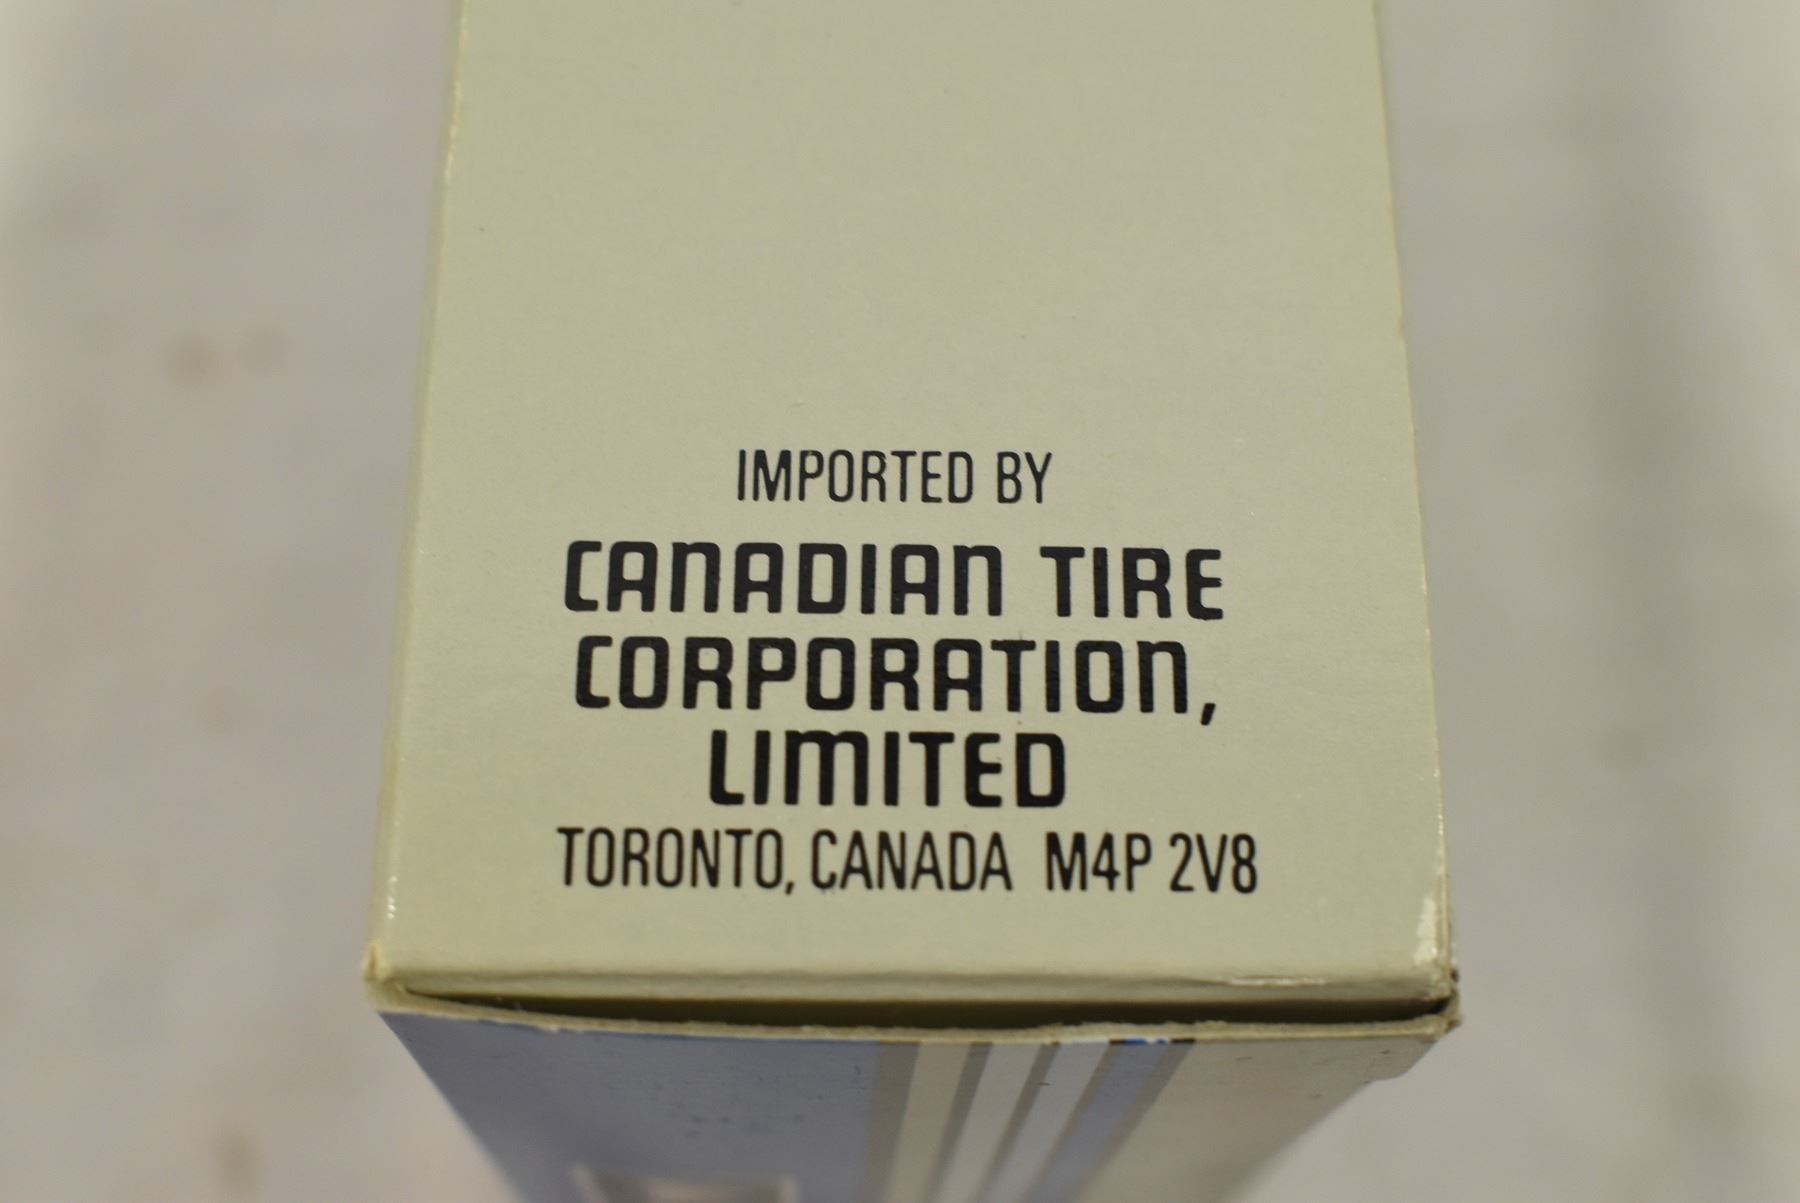 IMPORTED BY
CANADIAN TIRE
CORPORATION,
LIMITED
TORONTO, CANADA M4P 2V8